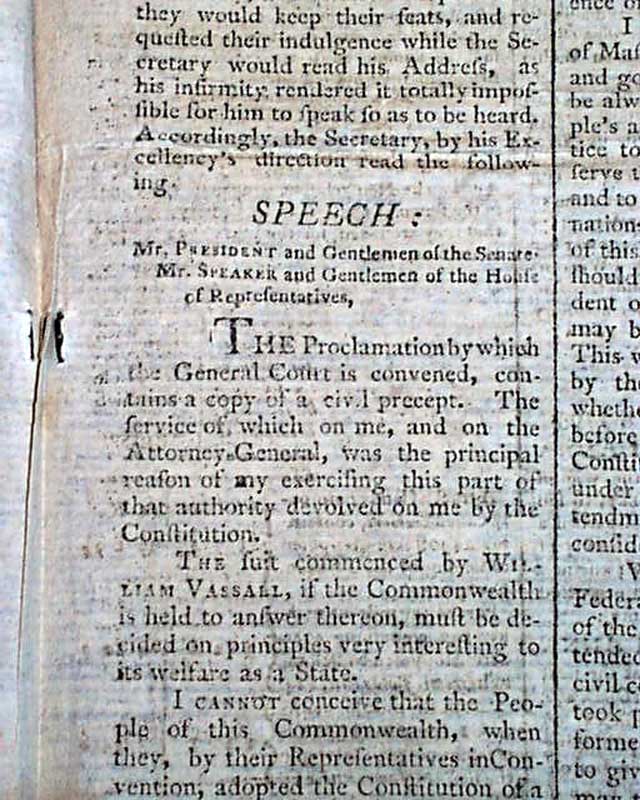 they would keep their ſeats, and re-
queſted their indulgence while the Se-
cretary would read his Addreſs, as
his infirmity rendered it totally impoſ-
ſible for him to ſpeak ſo as to be heard.
Accordingly, the Secretary, by his Ex-
cellency's direction read the follow-
ing
SPEECH :
Mr. PRESIDENT and Gentlemen of the Senate
Mr. SPEAKER and Gentlemen of the Houſe
of Repreſentatives,
THE Proclamation by which
the General Court is convened, con-
tains a copy of a civil precept. The
ſervice of which on me, and on the
Attorney-General, was the principal
reaſon of my exerciſing this part of
that authority devolved on me by the
Conſtitution.
THE ſuit commenced by WIL-
LIAM VASSALL, if the Commonwealth
is held to anſwer thereon, muſt be de-
cided on principles very intereſting to
its welfare as a State.
I CANNOT conceive that the Peo-
ple of this Commonwealth, when
they, by their Repreſentatives in Con-
vention, adopted the Conſtitution of a
I
of Maſ
and go
be alw
ple's a
tice to
ſerve t
and to
nation
of this
ſhould
dent o
may b
This w
by th
whethe
before
Conſti
under
tendm
conſid
Federa
of the
tended
civil c
took p
forme
to giv